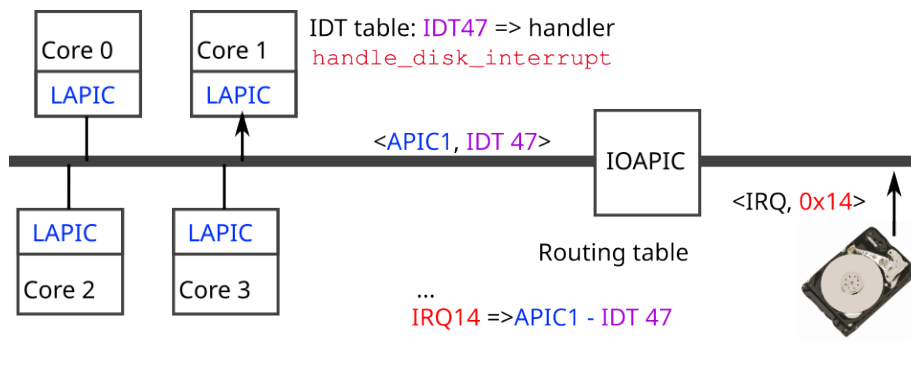 Core 0
LAPIC
Core 1
LAPIC
IDT table: IDT47 => handler
handle_disk_interrupt
<APIC1, IDT 47>
IOAPIC
<IRQ, 0x14>
LAPIC
Core 2
LAPIC
Core 3
Routing table
...
IRQ14 =>APIC1 - IDT 47